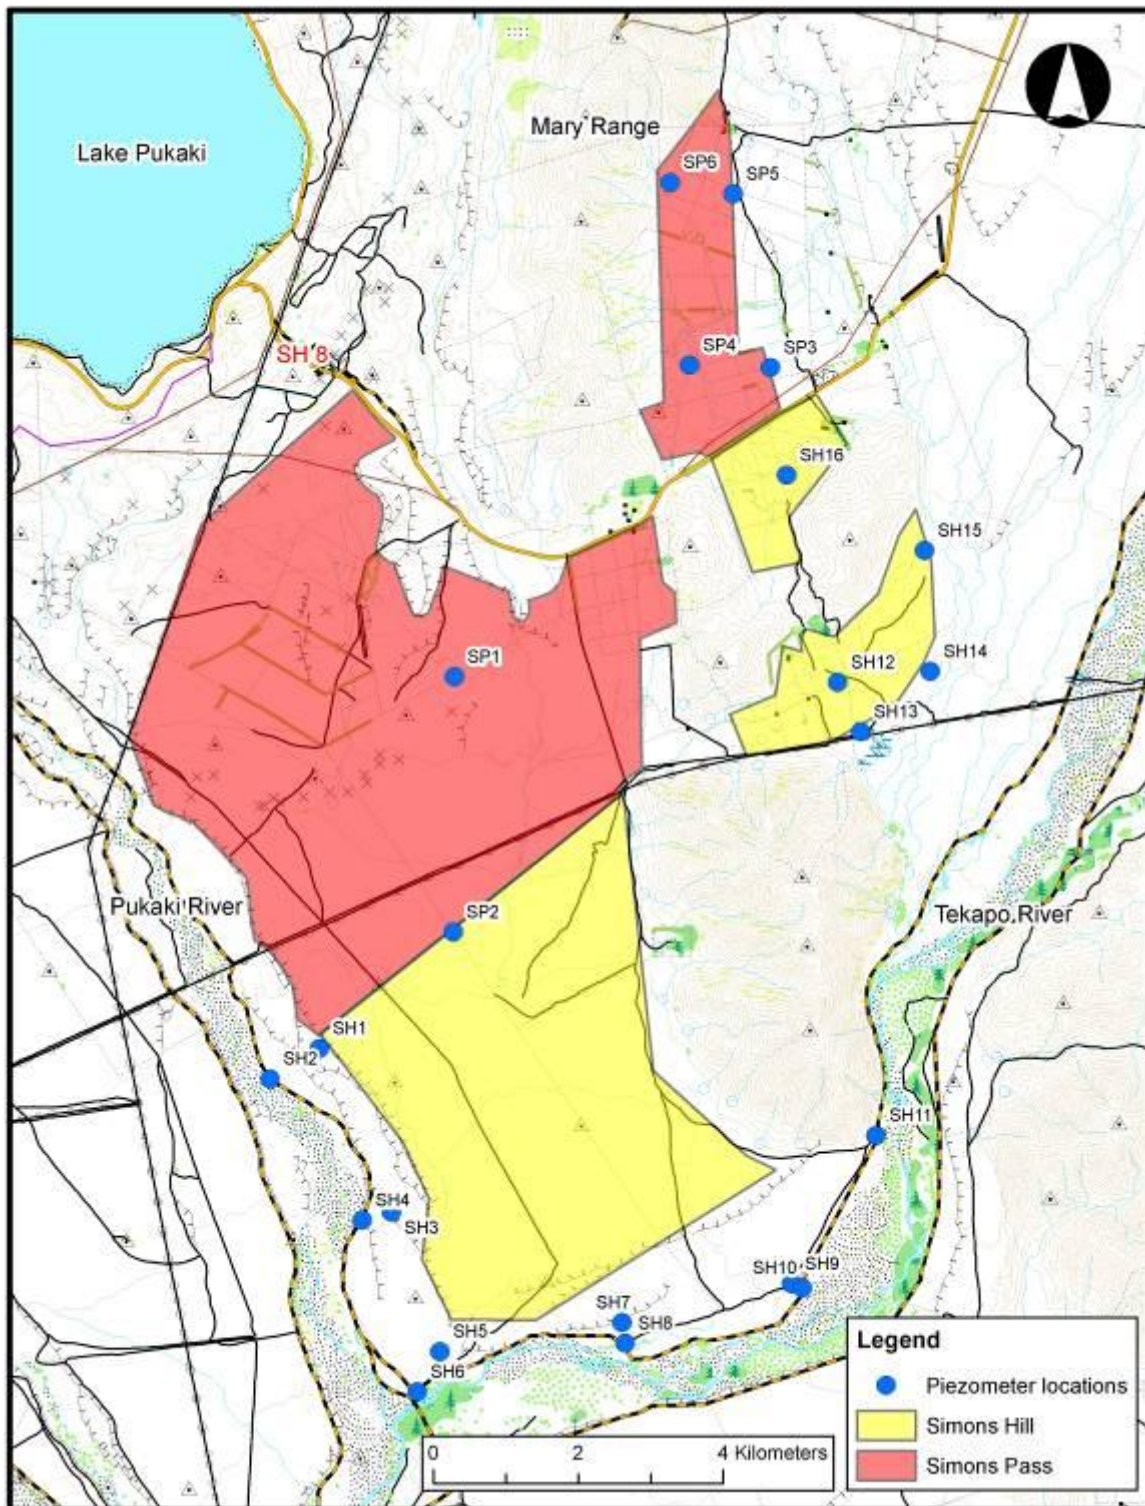 Mary Range
Lake Pukaki
SP6
SP5
SH 8
SP4
SP3
SH16
SH15
SP1
SH12
SH14
SH13
Pukaki River
SP2
Tekapo River
SH1
SH2
SH11
SH4
SH3
SH10
SH9
SH7
SH8
SH5
SH6
Legend
Piezometer locations
Simons Hill
Simons Pass
0 2 4 Kilometers